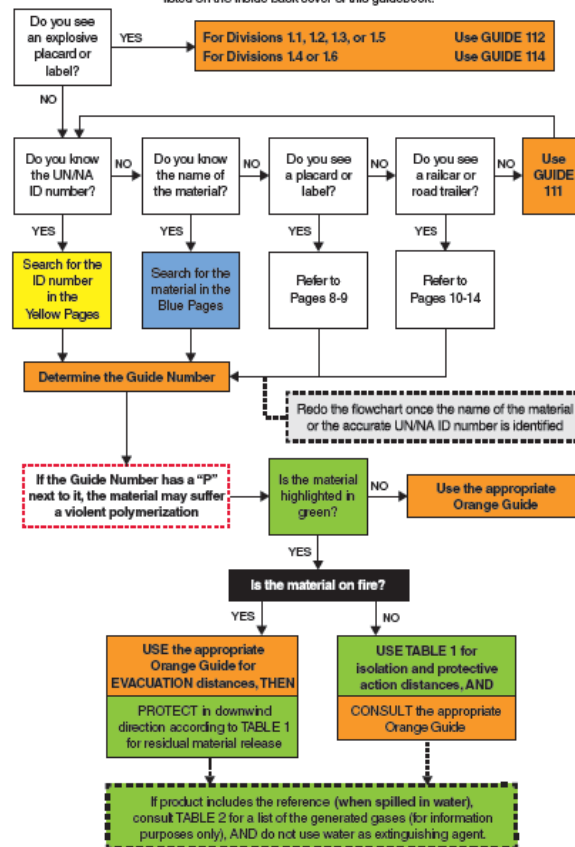 listed on the inside back cover of this guidebook.
Do you see
an explosive
placard or
label?
YES
For Divisions 1.1, 1.2, 1.3, or 1.5 Use GUIDE 112
For Divisions 1.4 or 1.6 Use GUIDE 114
NO
Do you know
the UN/NA
ID number?
NO
Do you know
the name of
the material?
NO
Do you see
a placard or
label?
NO
Do you see
a railcar or
road trailer?
NO
Use
GUIDE
111
YES
YES
YES
YES
Search for the
ID number
in the
Yellow Pages
Search for the
material in the
Blue Pages
Refer to
Pages 8-9
Refer to
Pages 10-14
Determine the Guide Number
Redo the flowchart once the name of the material
or the accurate UN/NA ID number is identified
If the Guide Number has a “P”
next to it, the material may suffer
a violent polymerization
Is the material
highlighted in
green?
NO
Use the appropriate
Orange Guide
YES
Is the material on fire?
YES
NO
USE the appropriate
Orange Guide for
EVACUATION distances, THEN
PROTECT in downwind
direction according to TABLE 1
for residual material release
USE TABLE 1 for
isolation and protective
action distances, AND
CONSULT the appropriate
Orange Guide
If product includes the reference (when spilled in water),
consult TABLE 2 for a list of the generated gases (for information
purposes only), AND do not use water as extinguishing agent.